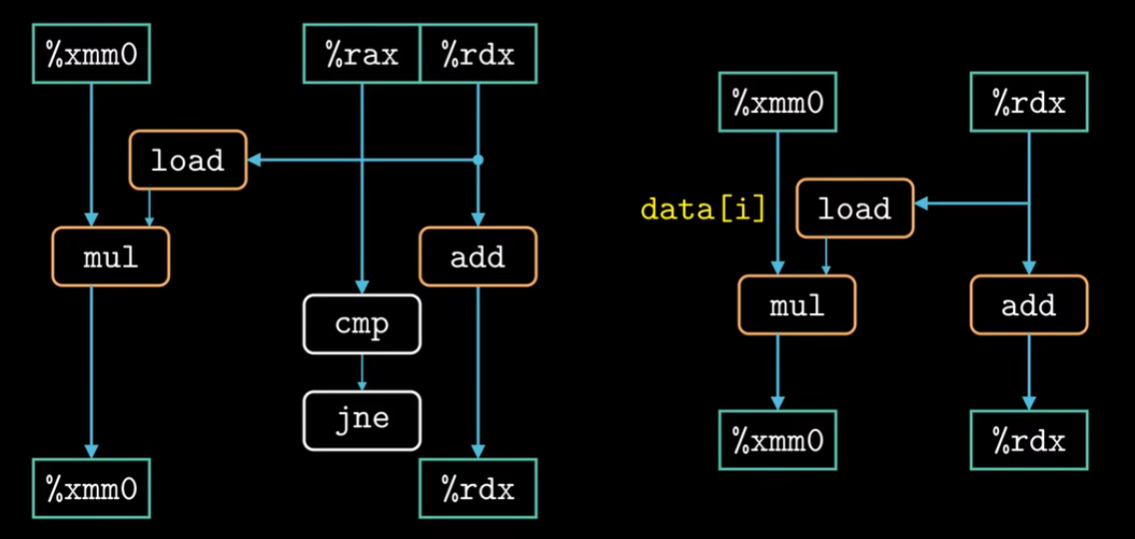 %xmm0
%rax
%rdx
load
mul
add
cmp
jne
%xmm0
%rdx
%xmm0
%rdx
data[i]
load
mul
add
%xmm0
%rdx